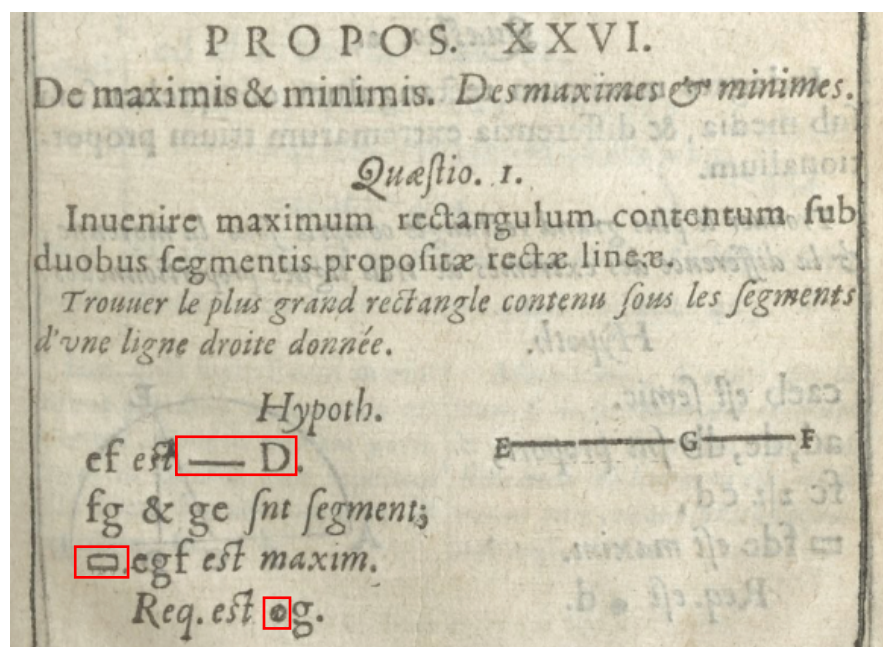 PROPOS. XXVI.
De maximis & minimis. Des maximes & minimes.
Quæstio. 1.
Inuenire maximum rectangulum contentum ſub
duobus ſegmentis propoſitæ rectæ lineæ.
Trouuer le plus grand rectangle contenu ſous les ſegments
d'vne ligne droite donnée.
Hypoth.
ef eſt — D.
E G F
fg & ge ſnt ſegment;
▭ egf eſt maxim.
Req. eſt • g.